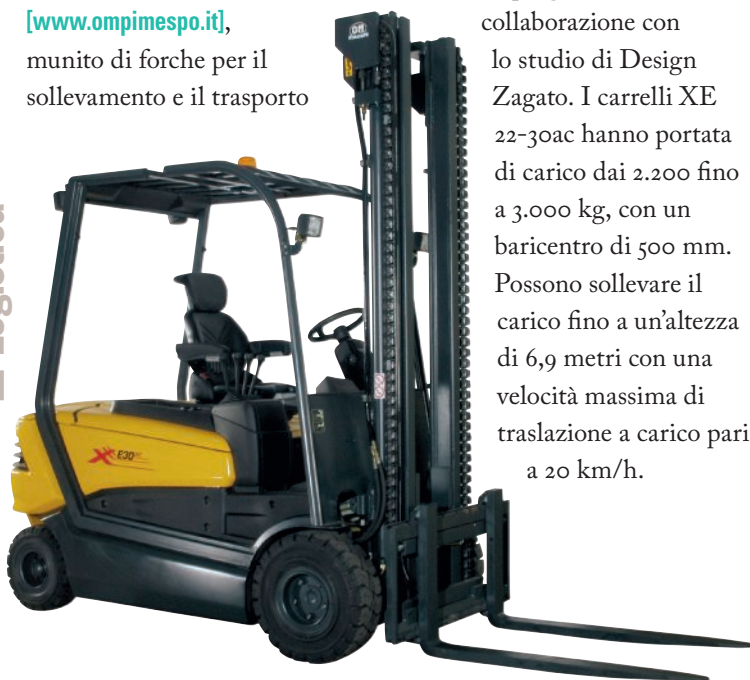 [www.ompimespo.it],
munito di forche per il
sollevamento e il trasporto
collaborazione con
lo studio di Design
Zagato. I carrelli XE
22-30ac hanno portata
di carico dai 2.200 fino
a 3.000 kg, con un
baricentro di 500 mm.
Possono sollevare il
carico fino a un'altezza
di 6,9 metri con una
velocità massima di
traslazione a carico pari
a 20 km/h.
XE30ac
OM